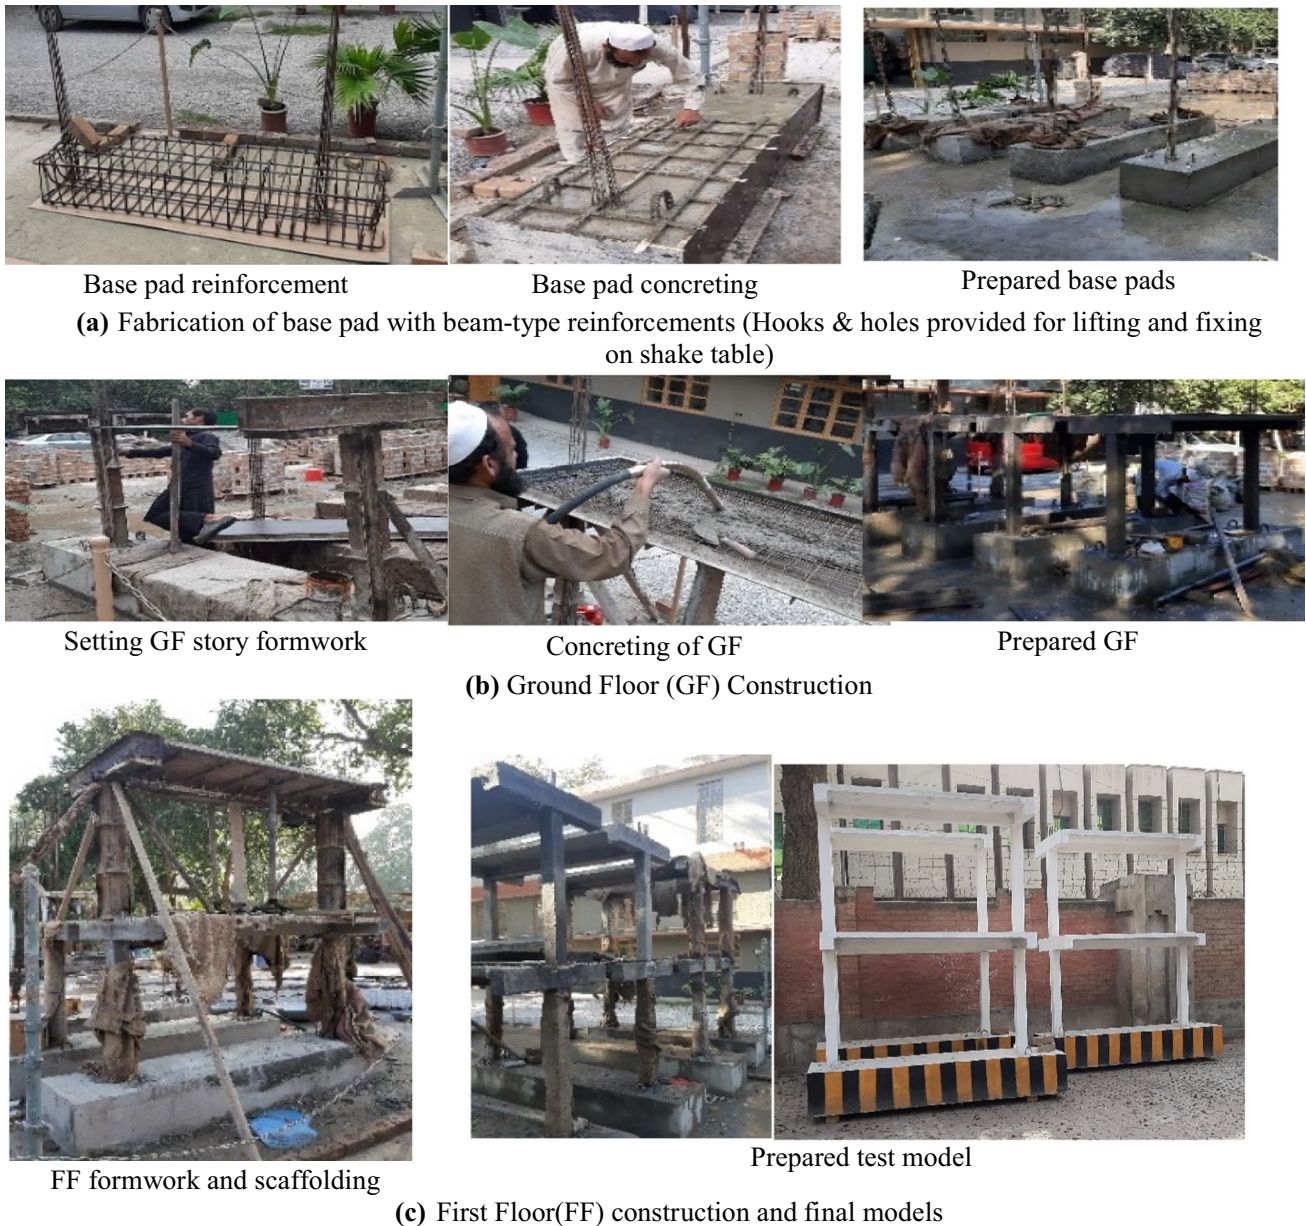 Base pad reinforcement
Base pad concreting
Prepared base pads
(a) Fabrication of base pad with beam-type reinforcements (Hooks & holes provided for lifting and fixing
on shake table)
Setting GF story formwork
Concreting of GF
Prepared GF
(b) Ground Floor (GF) Construction
FF formwork and scaffolding
Prepared test model
(c) First Floor(FF) construction and final models